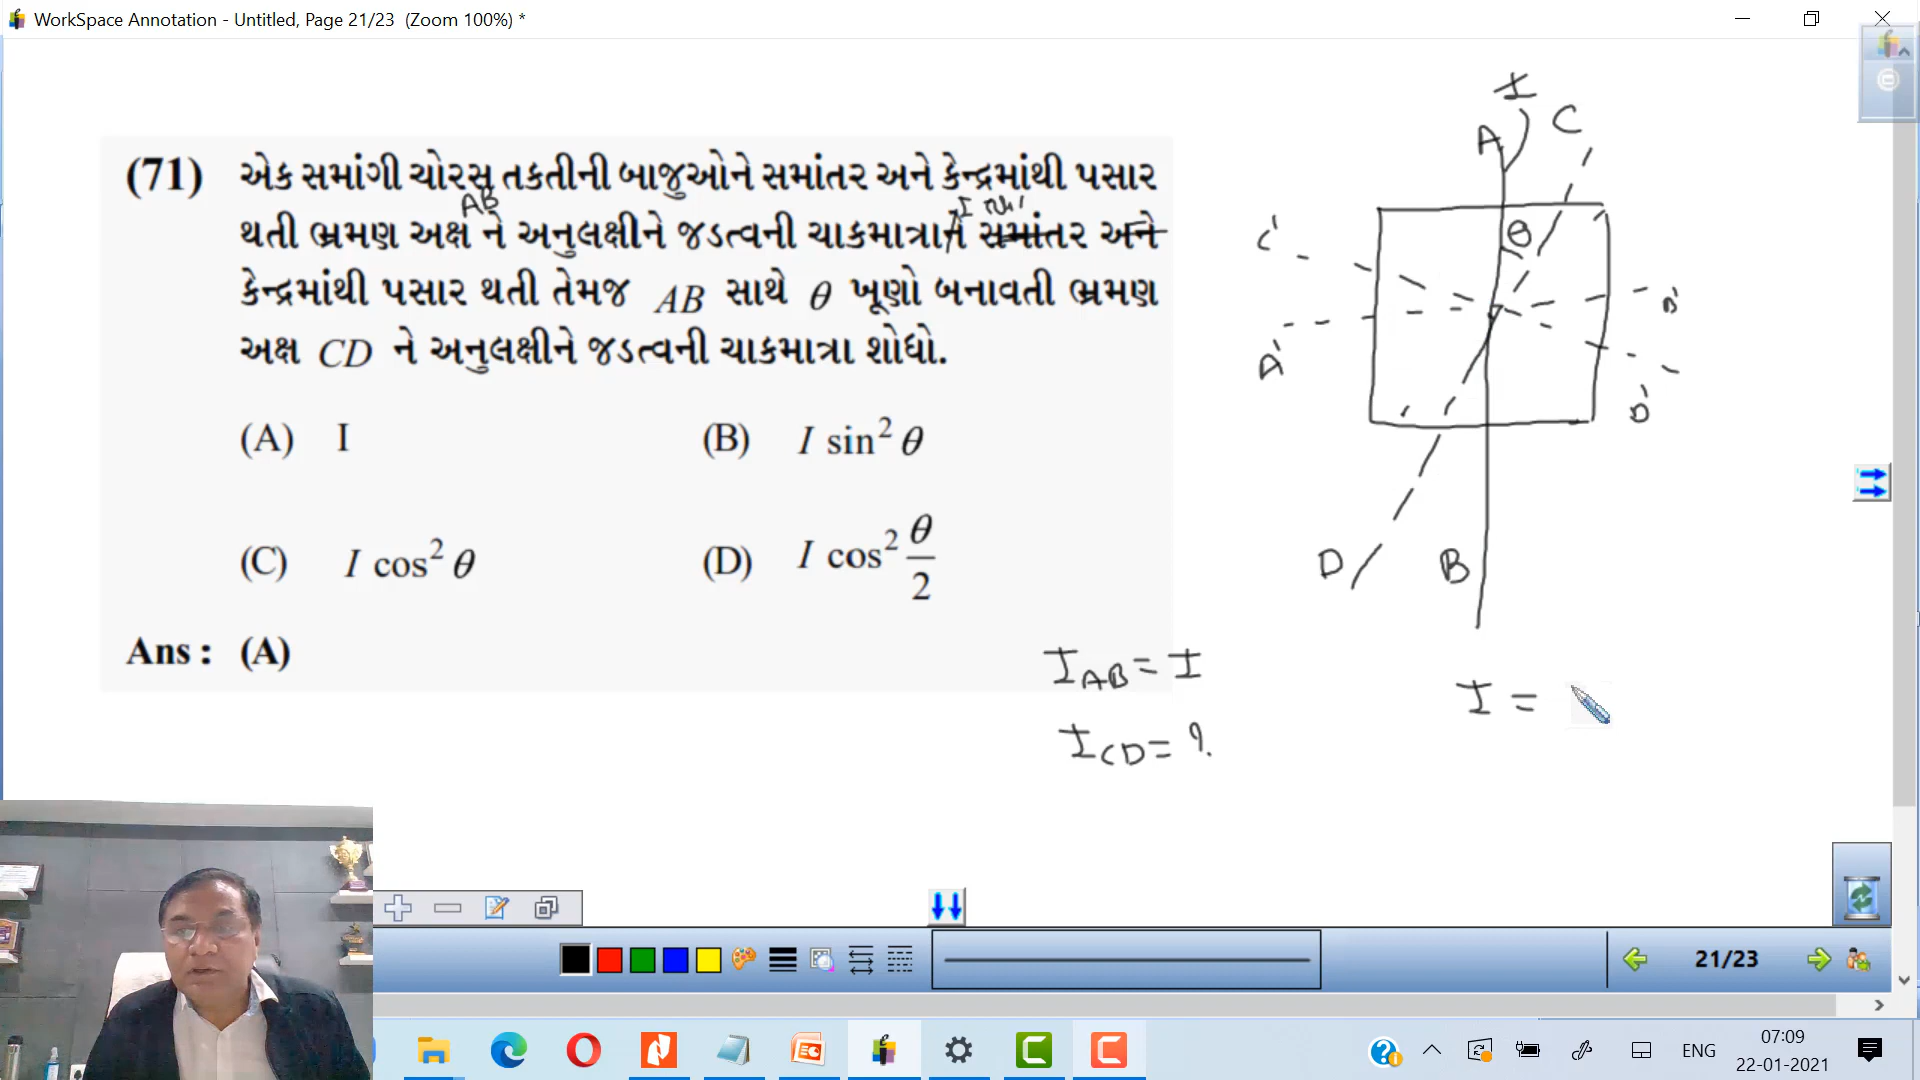 WorkSpace Annotation - Untitled, Page 21/23 (Zoom 100%) *
(71) એક સમાંગી ચોરસ તકતીની બાજુઓને સમાંતર અને કેન્દ્રમાંથી પસાર
AB
થતી ભ્રમણ અક્ષ ને અનુલક્ષીને જડત્વની ચાકમાત્રાને સમાંતર અને
કેન્દ્રમાંથી પસાર થતી તેમજ AB સાથે θ ખૂણો બનાવતી ભ્રમણ
અક્ષ CD ને અનુલક્ષીને જડત્વની ચાકમાત્રા શોધો.
(A) I (B) I sin² θ
(C) I cos² θ (D) I cos² θ/2
Ans : (A)
I
A C
θ
C'
A'
D'
D B
I_AB = I
I_CD = ?
I =
21/23
ENG
07:09
22-01-2021